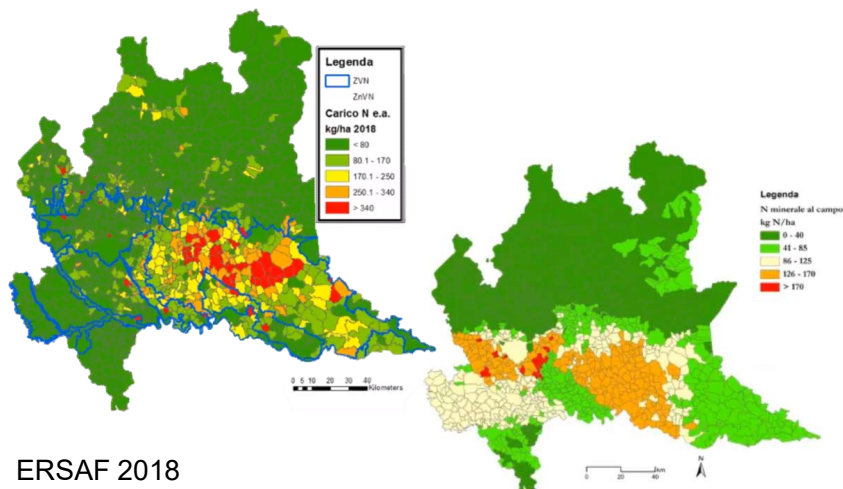 Legenda
ZVN
ZnVN
Carico N e.a.
kg/ha 2018
< 80
80.1 - 170
170.1 - 250
250.1 - 340
> 340
0 5 10 20 30 40
Kilometers
Legenda
N minerale al campo
kg N/ha
0 - 40
41 - 85
86 - 125
126 - 170
> 170
N
0 20 40
km
ERSAF 2018